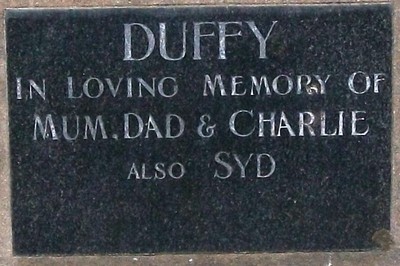 DUFFY
IN LOVING MEMORY OF
MUM, DAD & CHARLIE
ALSO SYD